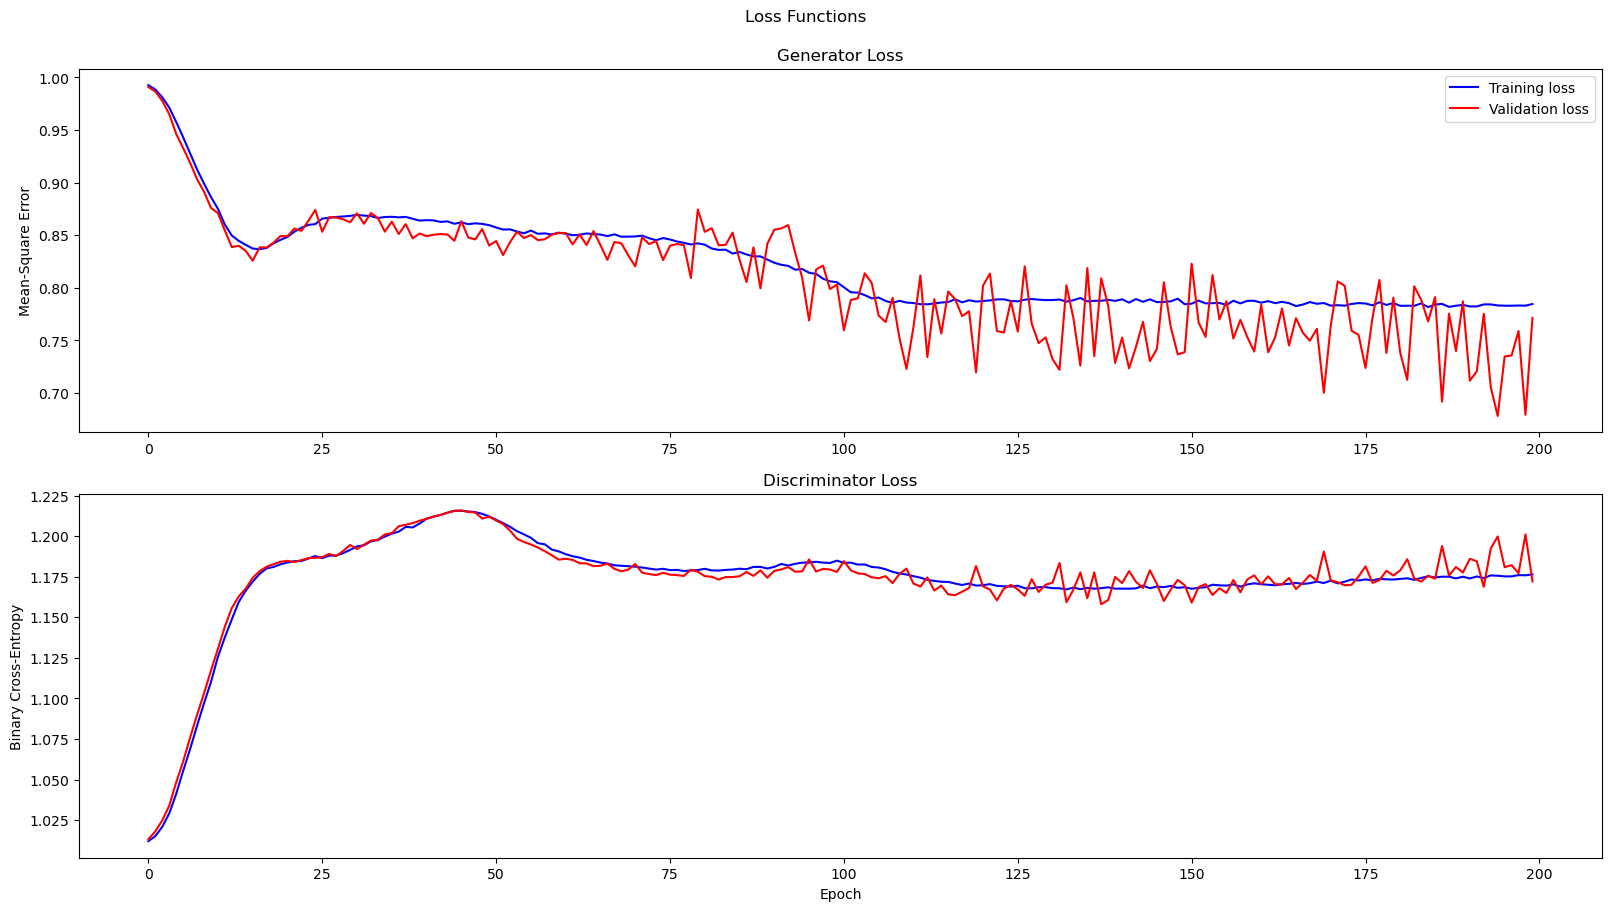 Loss Functions
Generator Loss
Mean-Square Error
1.00
0.95
0.90
0.85
0.80
0.75
0.70
Training loss
Validation loss
0 25 50 75 100 125 150 175 200
Discriminator Loss
Binary Cross-Entropy
1.225
1.200
1.175
1.150
1.125
1.100
1.075
1.050
1.025
0 25 50 75 100 125 150 175 200
Epoch